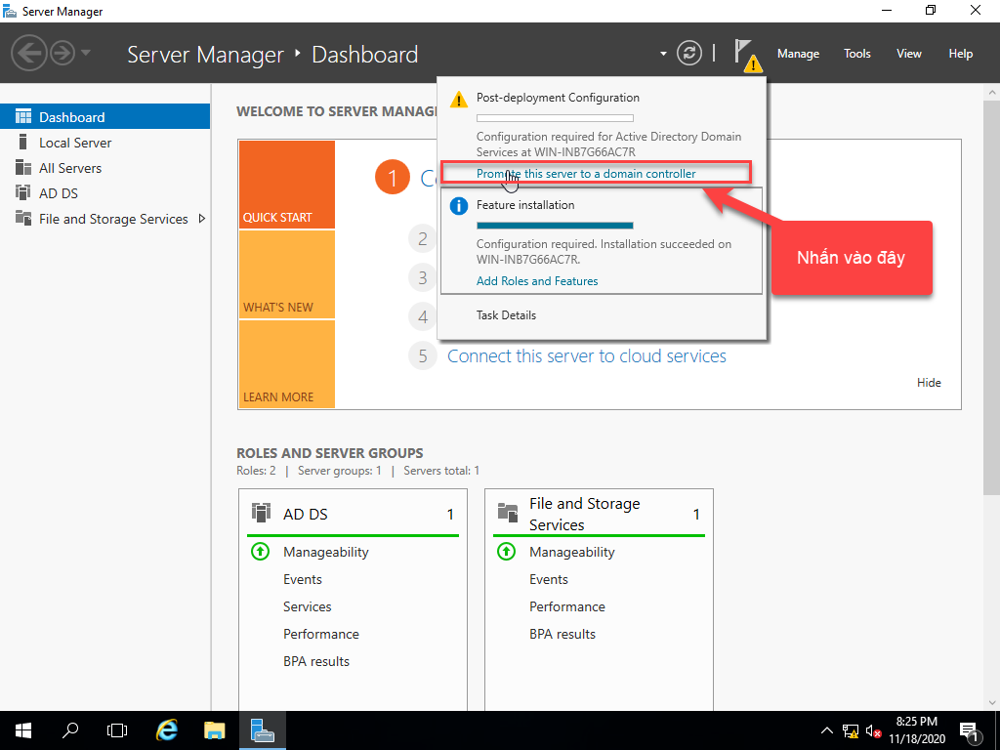 Server Manager
Server Manager ‣ Dashboard
Manage
Tools
View
Help
Dashboard
Local Server
All Servers
AD DS
File and Storage Services
WELCOME TO SERVER MANAG
QUICK START
WHAT'S NEW
LEARN MORE
1
2
3
4
5 Connect this server to cloud services
Hide
Post-deployment Configuration
Configuration required for Active Directory Domain
Services at WIN-INB7G66AC7R
Promote this server to a domain controller
Feature installation
Configuration required. Installation succeeded on
WIN-INB7G66AC7R.
Add Roles and Features
Task Details
Nhấn vào đây
ROLES AND SERVER GROUPS
Roles: 2 | Server groups: 1 | Servers total: 1
AD DS 1
Manageability
Events
Services
Performance
BPA results
File and Storage
Services 1
Manageability
Events
Performance
BPA results
8:25 PM
11/18/2020
1